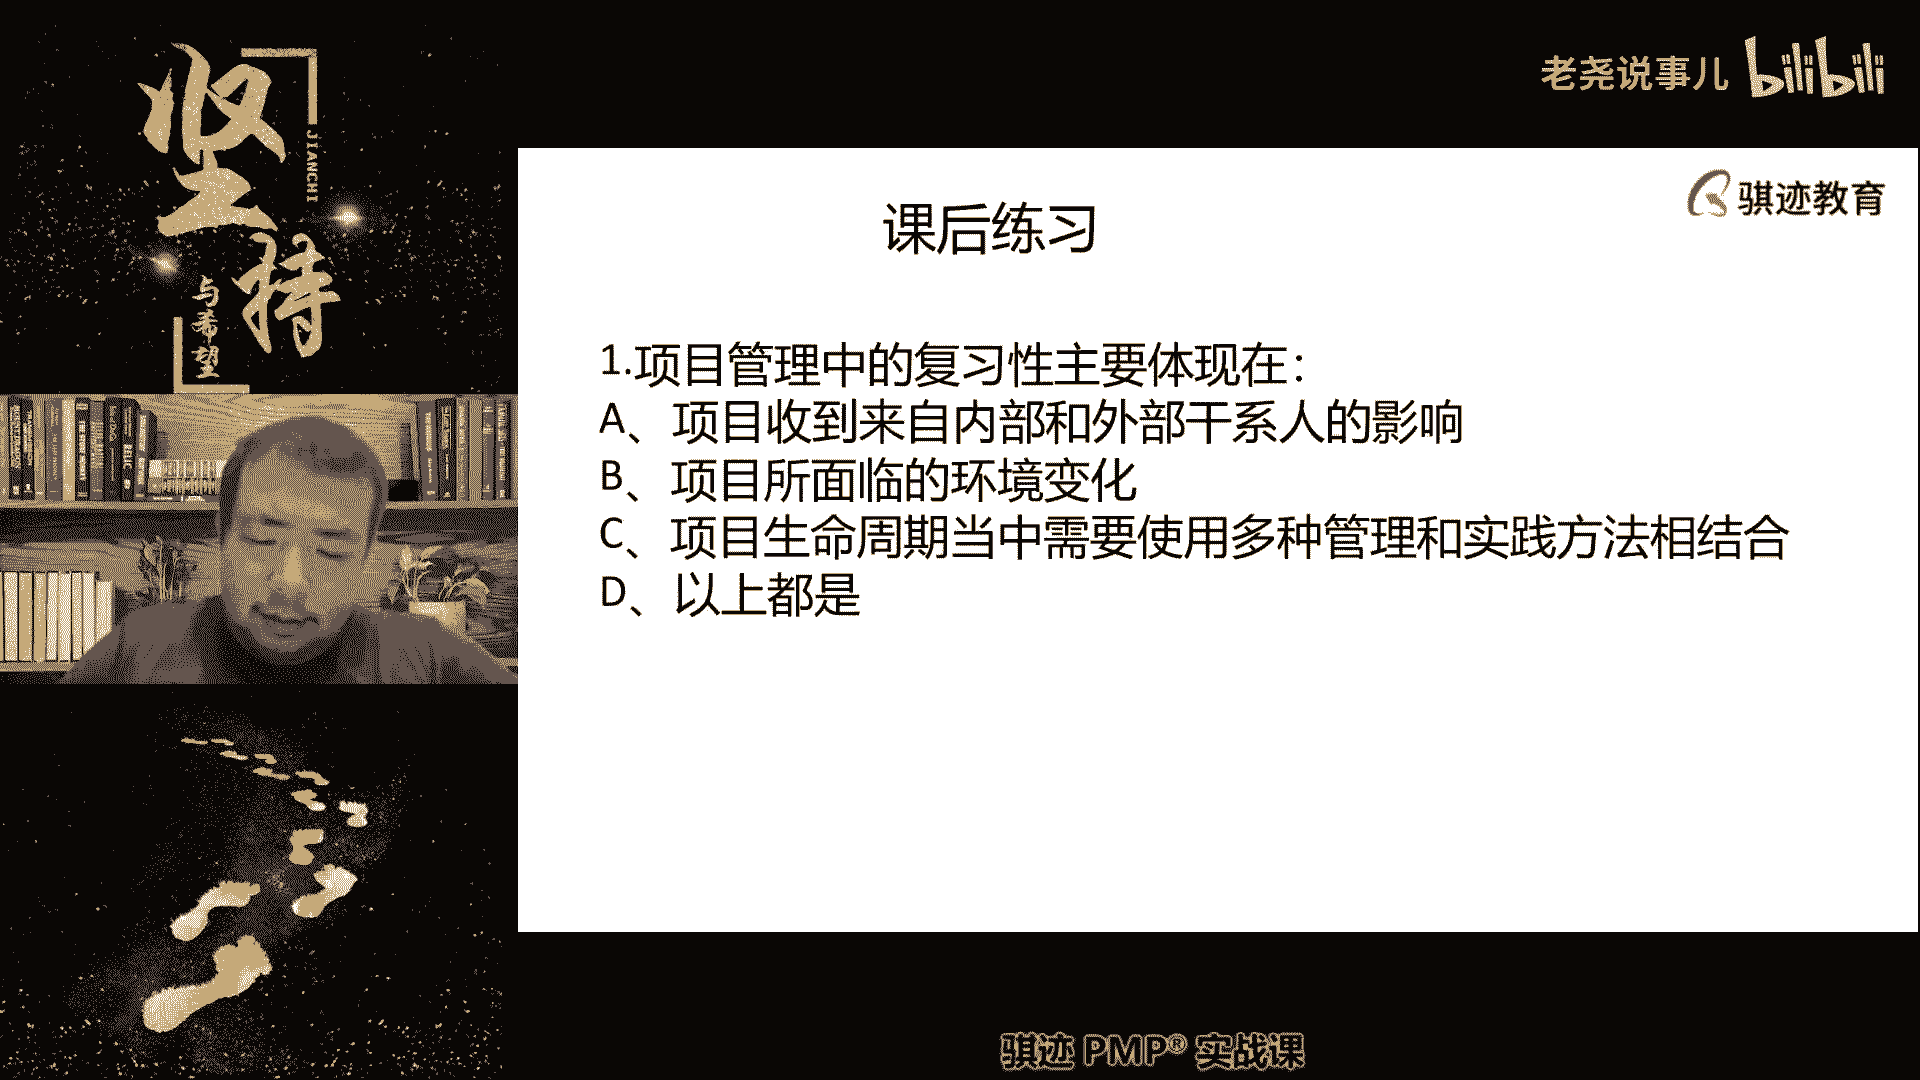 坚持
JIANCHI
与希望
老尧说事儿 bilibili
骐迹教育
课后练习
1.项目管理中的复习性主要体现在：
A、项目收到来自内部和外部干系人的影响
B、项目所面临的环境变化
C、项目生命周期当中需要使用多种管理和实践方法相结合
D、以上都是
骐迹 PMP® 实战课